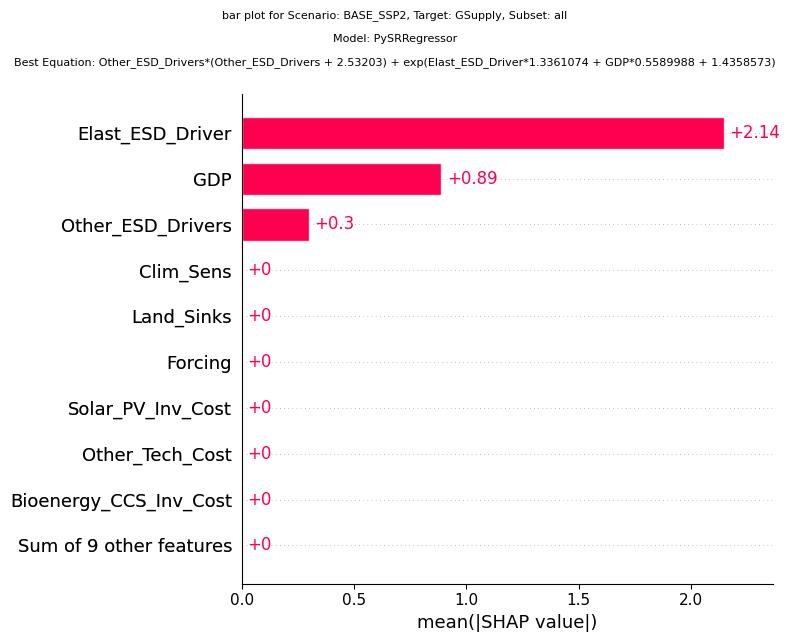 bar plot for Scenario: BASE_SSP2, Target: GSupply, Subset: all
Model: PySRRegressor
Best Equation: Other_ESD_Drivers*(Other_ESD_Drivers + 2.53203) + exp(Elast_ESD_Driver*1.3361074 + GDP*0.5589988 + 1.4358573)
Elast_ESD_Driver +2.14
GDP +0.89
Other_ESD_Drivers +0.3
Clim_Sens +0
Land_Sinks +0
Forcing +0
Solar_PV_Inv_Cost +0
Other_Tech_Cost +0
Bioenergy_CCS_Inv_Cost +0
Sum of 9 other features +0
0.0 0.5 1.0 1.5 2.0
mean(|SHAP value|)